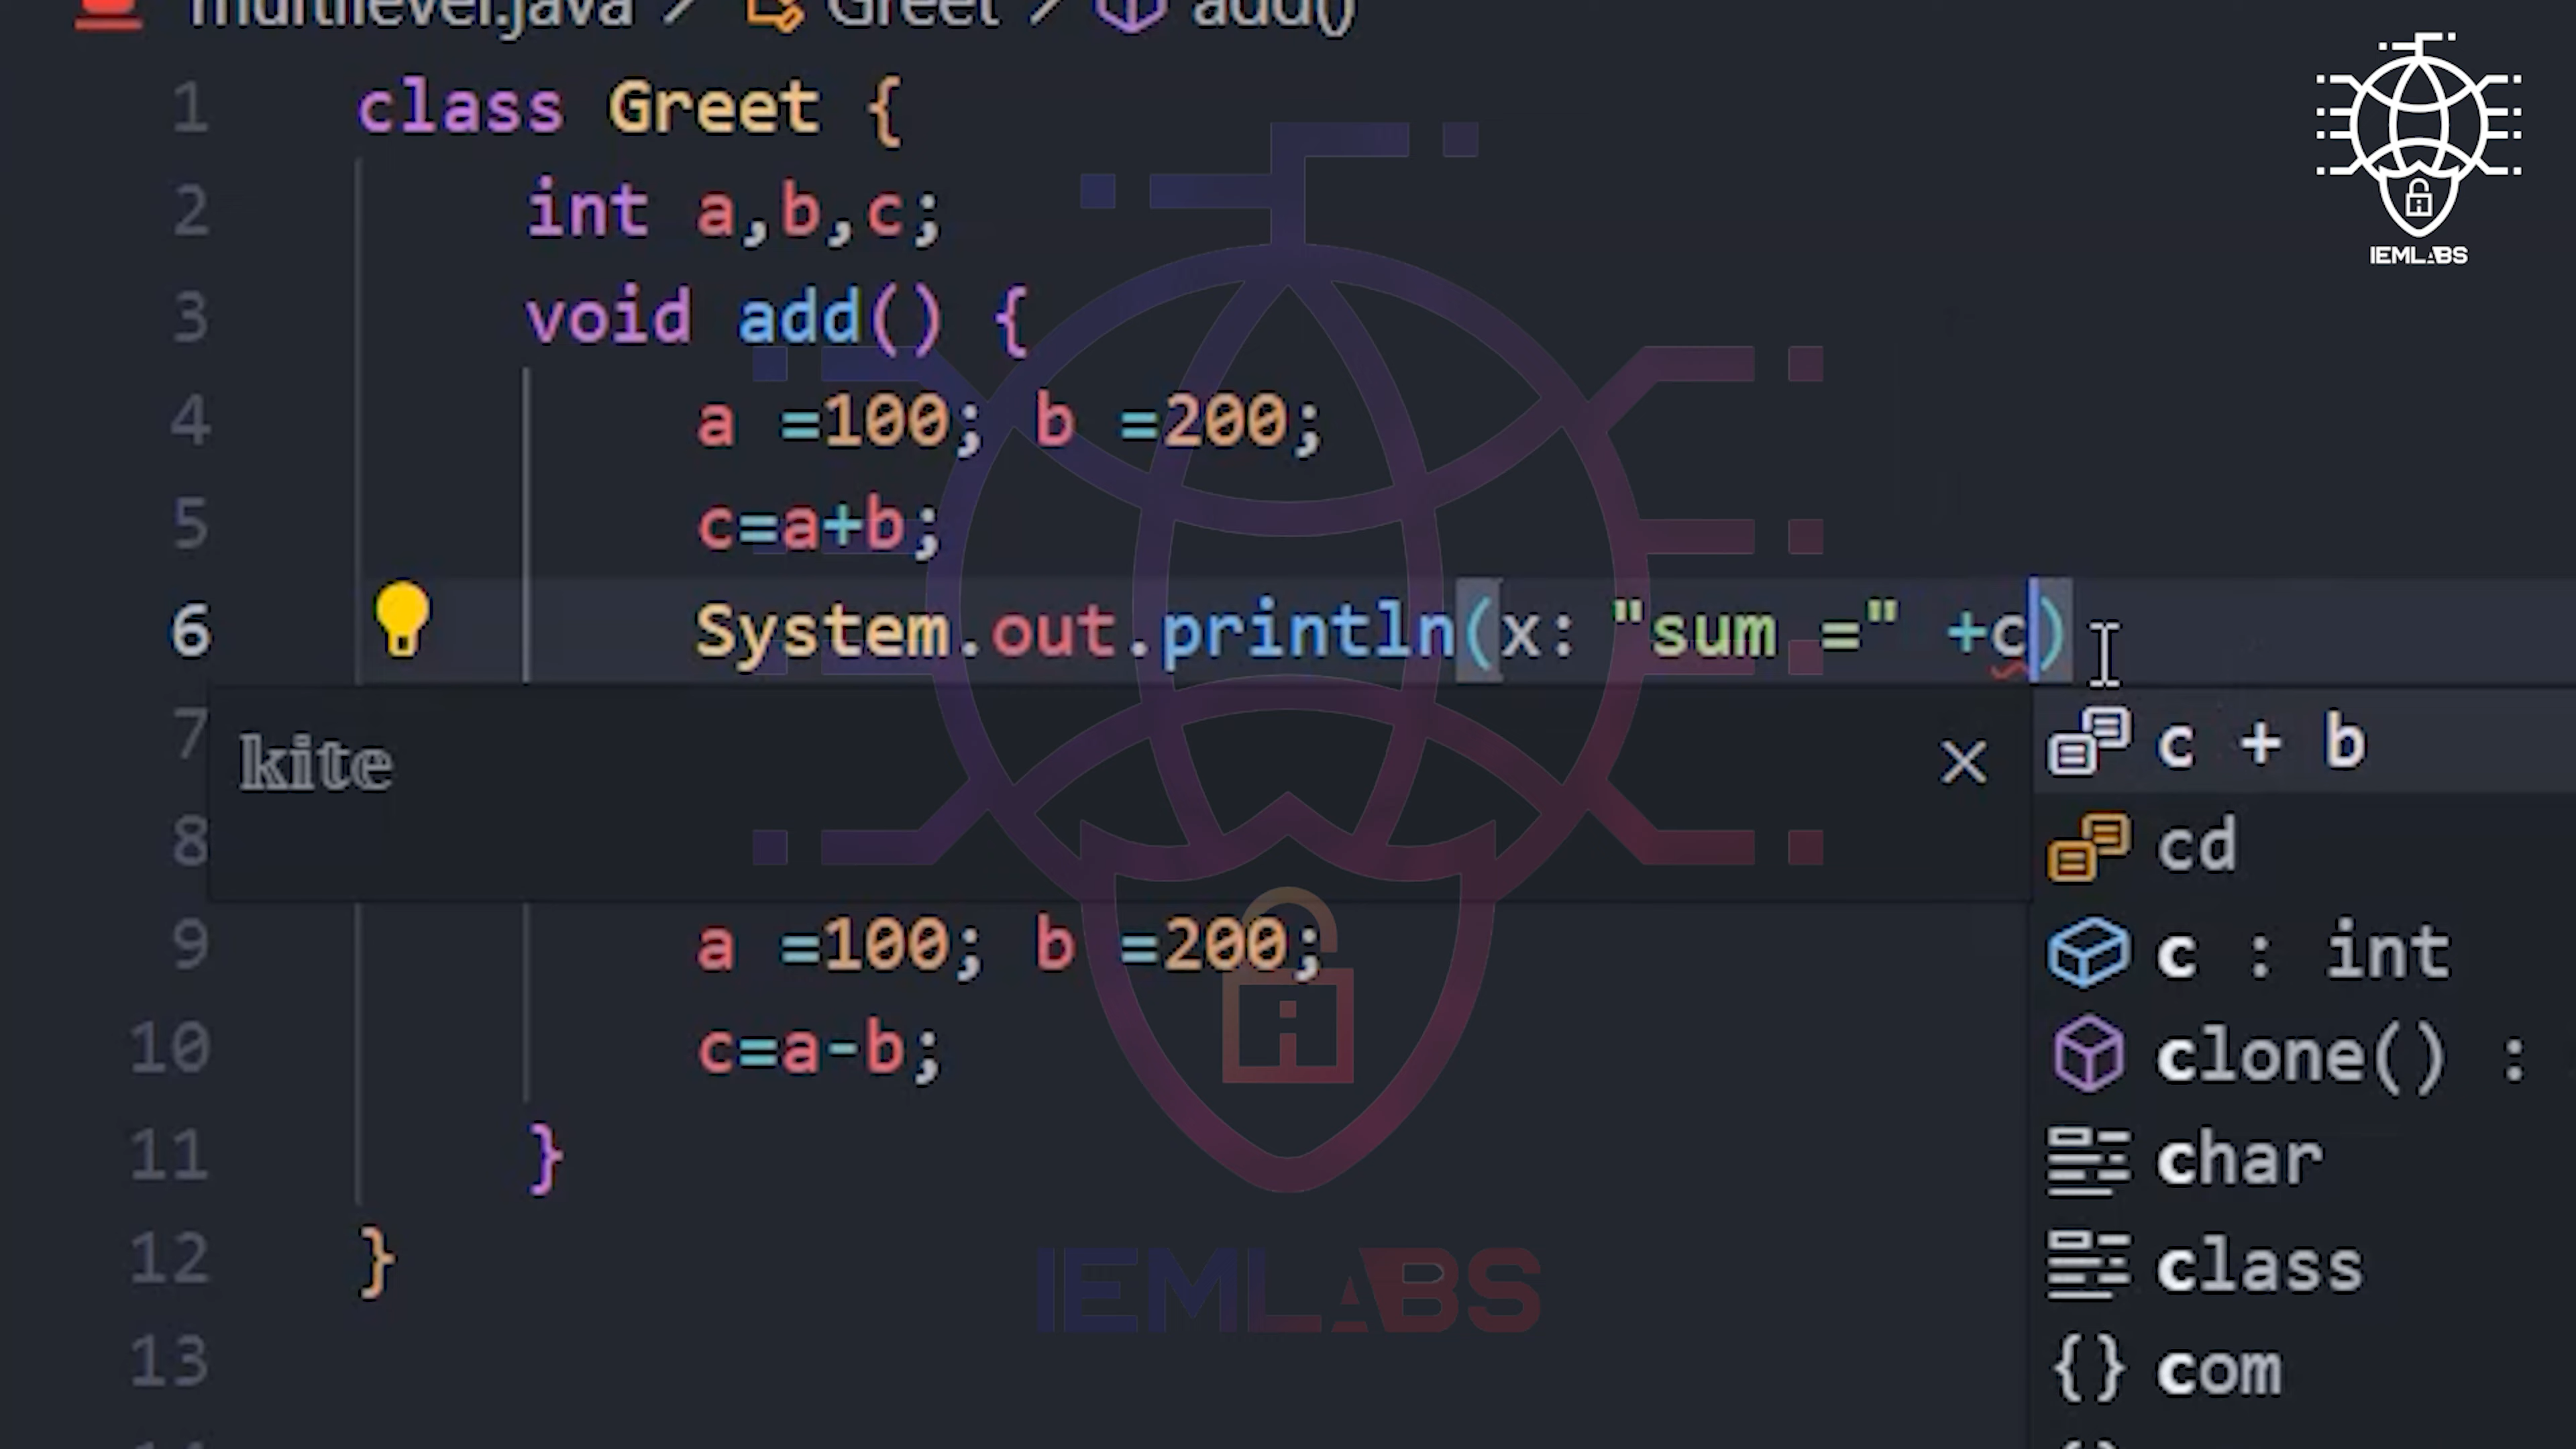 multilevel.java > Greet > add()
IEMLABS
1 class Greet {
2 int a,b,c;
3 void add() {
4 a =100; b =200;
5 c=a+b;
6 System.out.println(x: "sum =" +c)
7
kite
8
9 a =100; b =200;
10 c=a-b;
11 }
12 }
13
c + b
cd
c : int
clone() :
char
class
{} com
IEMLABS